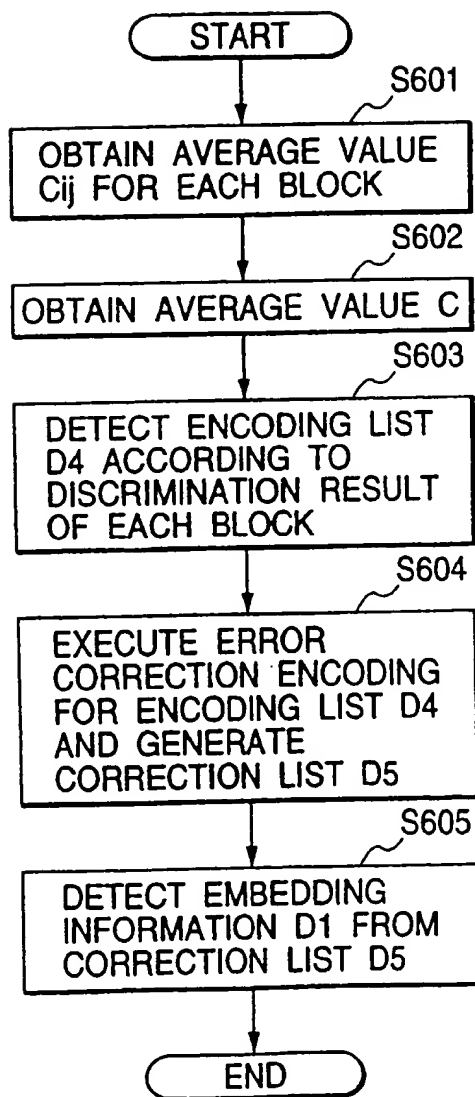 START
S601
OBTAIN AVERAGE VALUE
Cij FOR EACH BLOCK
S602
OBTAIN AVERAGE VALUE C
S603
DETECT ENCODING LIST
D4 ACCORDING TO
DISCRIMINATION RESULT
OF EACH BLOCK
S604
EXECUTE ERROR
CORRECTION ENCODING
FOR ENCODING LIST D4
AND GENERATE
CORRECTION LIST D5
S605
DETECT EMBEDDING
INFORMATION D1 FROM
CORRECTION LIST D5
END